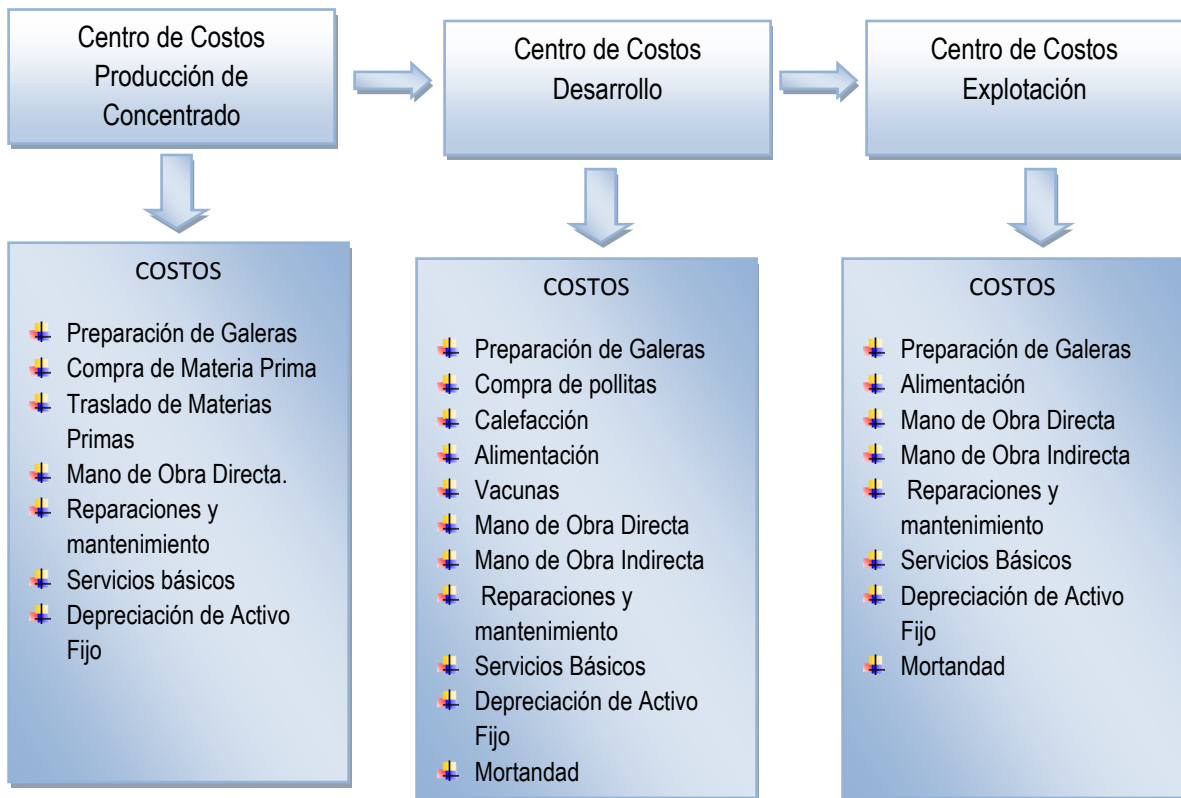 Centro de Costos
Producción de
Concentrado
Centro de Costos
Desarrollo
Centro de Costos
Explotación
COSTOS
Preparación de Galeras
Compra de Materia Prima
Traslado de Materias
Primas
Mano de Obra Directa.
Reparaciones y
mantenimiento
Servicios básicos
Depreciación de Activo
Fijo
COSTOS
Preparación de Galeras
Compra de pollitas
Calefacción
Alimentación
Vacunas
Mano de Obra Directa
Mano de Obra Indirecta
Reparaciones y
mantenimiento
Servicios Básicos
Depreciación de Activo
Fijo
Mortandad
COSTOS
Preparación de Galeras
Alimentación
Mano de Obra Directa
Mano de Obra Indirecta
Reparaciones y
mantenimiento
Servicios Básicos
Depreciación de Activo
Fijo
Mortandad